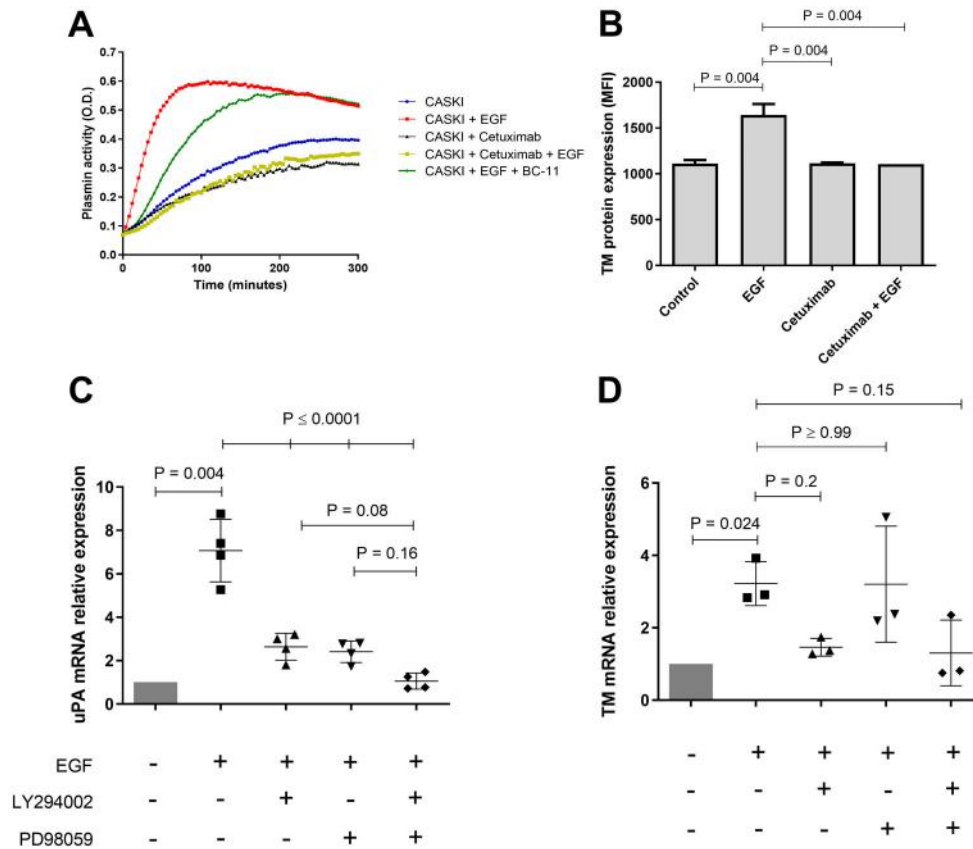 A
Plasmin activity (O.D.)
0.7
0.6
0.5
0.4
0.3
0.2
0.1
0.0
0 100 200 300
Time (minutes)
CASKI
CASKI + EGF
CASKI + Cetuximab
CASKI + Cetuximab + EGF
CASKI + EGF + BC-11
B
P = 0.004
P = 0.004
P = 0.004
TM protein expression (MFI)
2000
1500
1000
500
0
Control
EGF
Cetuximab
Cetuximab + EGF
C
P ≤ 0.0001
P = 0.004
P = 0.08
P = 0.16
uPA mRNA relative expression
10
8
6
4
2
0
EGF - + + + +
LY294002 - - + - +
PD98059 - - - + +
D
P = 0.15
P ≥ 0.99
P = 0.2
P = 0.024
TM mRNA relative expression
6
4
2
0
- + + + +
- - + - +
- - - + +